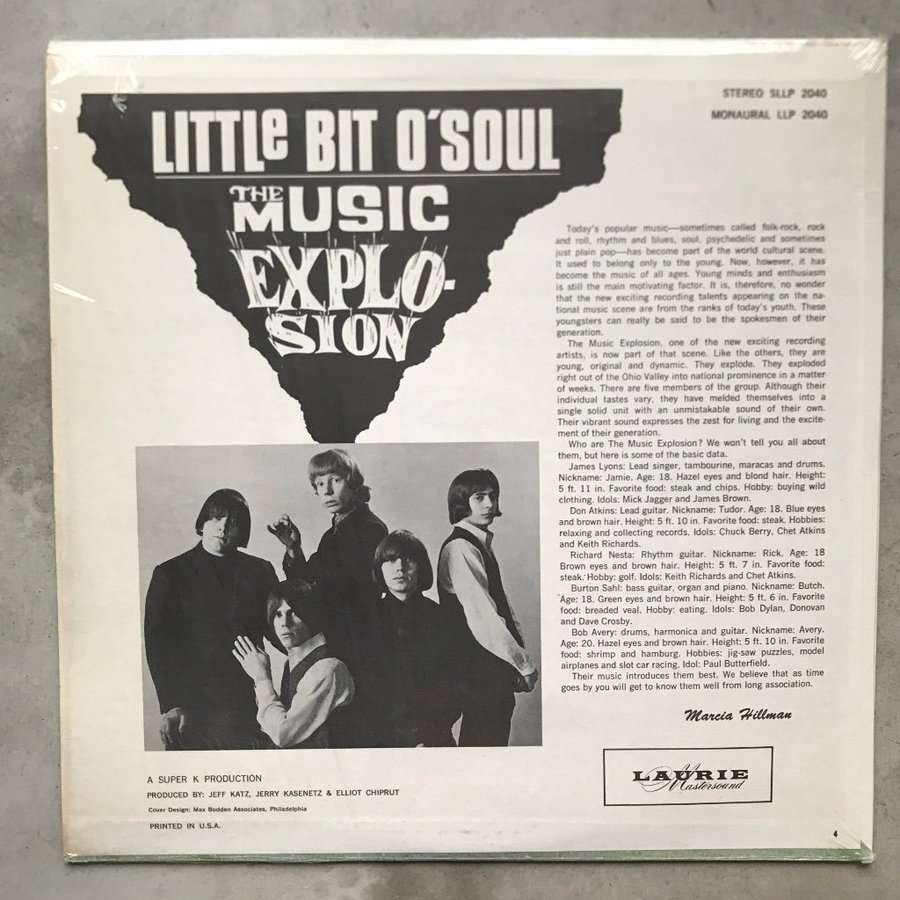 STEREO SLLP 2040
MONAURAL LLP 2040
LITTLe BIT O'SOUL
THE
MUSIC
EXPLO-
SION
Today's popular music—sometimes called folk-rock, rock
and roll, rhythm and blues, soul, psychedelic and sometimes
just plain pop—has become part of the world cultural scene.
It used to belong only to the young. Now, however, it has
become the music of all ages. Young minds and enthusiasm
is still the main motivating factor. It is, therefore, no wonder
that the new exciting recording talents appearing on the na-
tional music scene are from the ranks of today's youth. These
youngsters can really be said to be the spokesmen of their
generation.
The Music Explosion, one of the new exciting recording
artists, is now part of that scene. Like the others, they are
young, original and dynamic. They explode. They exploded
right out of the Ohio Valley into national prominence in a matter
of weeks. There are five members of the group. Although their
individual tastes vary, they have melded themselves into a
single solid unit with an unmistakable sound of their own.
Their vibrant sound expresses the zest for living and the excite-
ment of their generation.
Who are The Music Explosion? We won't tell you all about
them, but here is some of the basic data.
James Lyons: Lead singer, tambourine, maracas and drums.
Nickname: Jamie. Age: 18. Hazel eyes and blond hair. Height:
5 ft. 11 in. Favorite food: steak and chips. Hobby: buying wild
clothing. Idols: Mick Jagger and James Brown.
Don Atkins: Lead guitar. Nickname: Tudor. Age: 18. Blue eyes
and brown hair. Height: 5 ft. 10 in. Favorite food: steak. Hobbies:
relaxing and collecting records. Idols: Chuck Berry, Chet Atkins
and Keith Richards.
Richard Nesta: Rhythm guitar. Nickname: Rick. Age: 18
Brown eyes and brown hair. Height: 5 ft. 7 in. Favorite food:
steak. Hobby: golf. Idols: Keith Richards and Chet Atkins.
Burton Sahl: bass guitar, organ and piano. Nickname: Butch.
Age: 18. Green eyes and brown hair. Height: 5 ft. 6 in. Favorite
food: breaded veal. Hobby: eating. Idols: Bob Dylan, Donovan
and Dave Crosby.
Bob Avery: drums, harmonica and guitar. Nickname: Avery.
Age: 20. Hazel eyes and brown hair. Height: 5 ft. 10 in. Favorite
food: shrimp and hamburg. Hobbies: jig-saw puzzles, model
airplanes and slot car racing. Idol: Paul Butterfield.
Their music introduces them best. We believe that as time
goes by you will get to know them well from long association.
Marcia Hillman
A SUPER K PRODUCTION
PRODUCED BY: JEFF KATZ, JERRY KASENETZ & ELLIOT CHIPRUT
Cover Design: Max Bodden Associates, Philadelphia
PRINTED IN U.S.A.
LAURIE
Mastersound
4